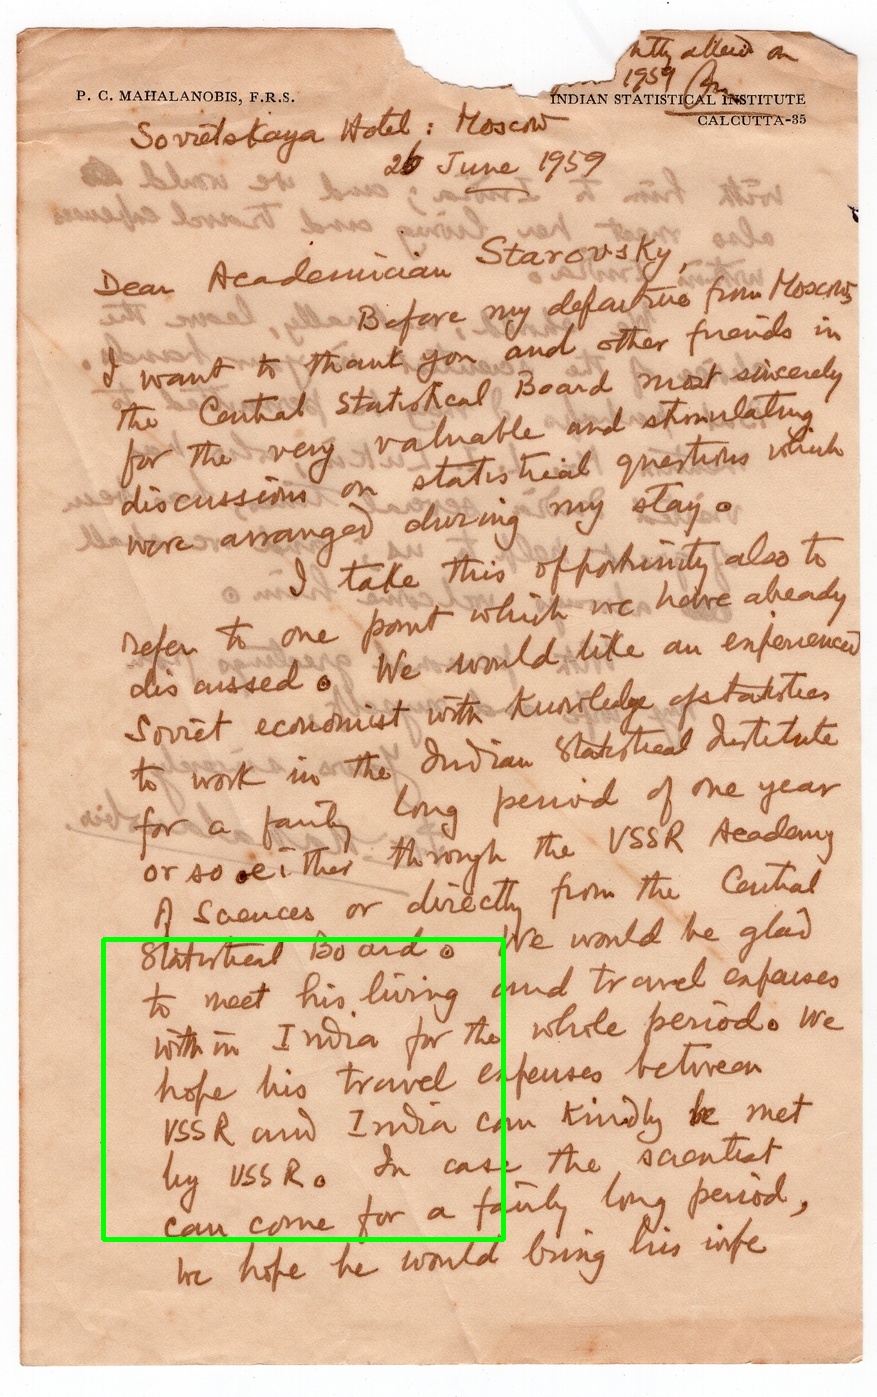 ntly alled on
1959
P. C. MAHALANOBIS, F.R.S.
INDIAN STATISTICAL INSTITUTE
CALCUTTA-35
Sovietskaya Hotel : Moscow
26 June 1959
Dear Academician Starovsky,
Before my departure from Moscow,
I want to thank you and other friends in
the Central Statistical Board most sincerely
for the very valuable and stimulating
discussions on statistical questions which
were arranged during my stay.
I take this opportunity also to
refer to one point which we have already
discussed. We would like an experienced
Soviet economist with knowledge of statistics
to work in the Indian Statistical Institute
for a fairly long period of one year
or so either through the USSR Academy
of Sciences or directly from the Central
Statistical Board. We would be glad
to meet his living and travel expenses
within India for the whole period. We
hope his travel expenses between
USSR and India can kindly be met
by USSR. In case the scientist
can come for a fairly long period,
we hope he would bring his wife